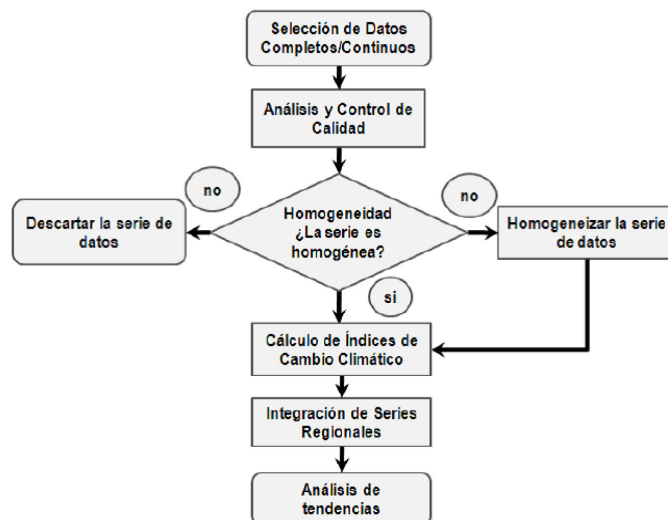 Selección de Datos
Completos/Continuos
Análisis y Control de
Calidad
no
no
Descartar la serie de
datos
Homogeneidad
¿La serie es
homogénea?
Homogeneizar la serie
de datos
si
Cálculo de Índices de
Cambio Climático
Integración de Series
Regionales
Análisis de
tendencias